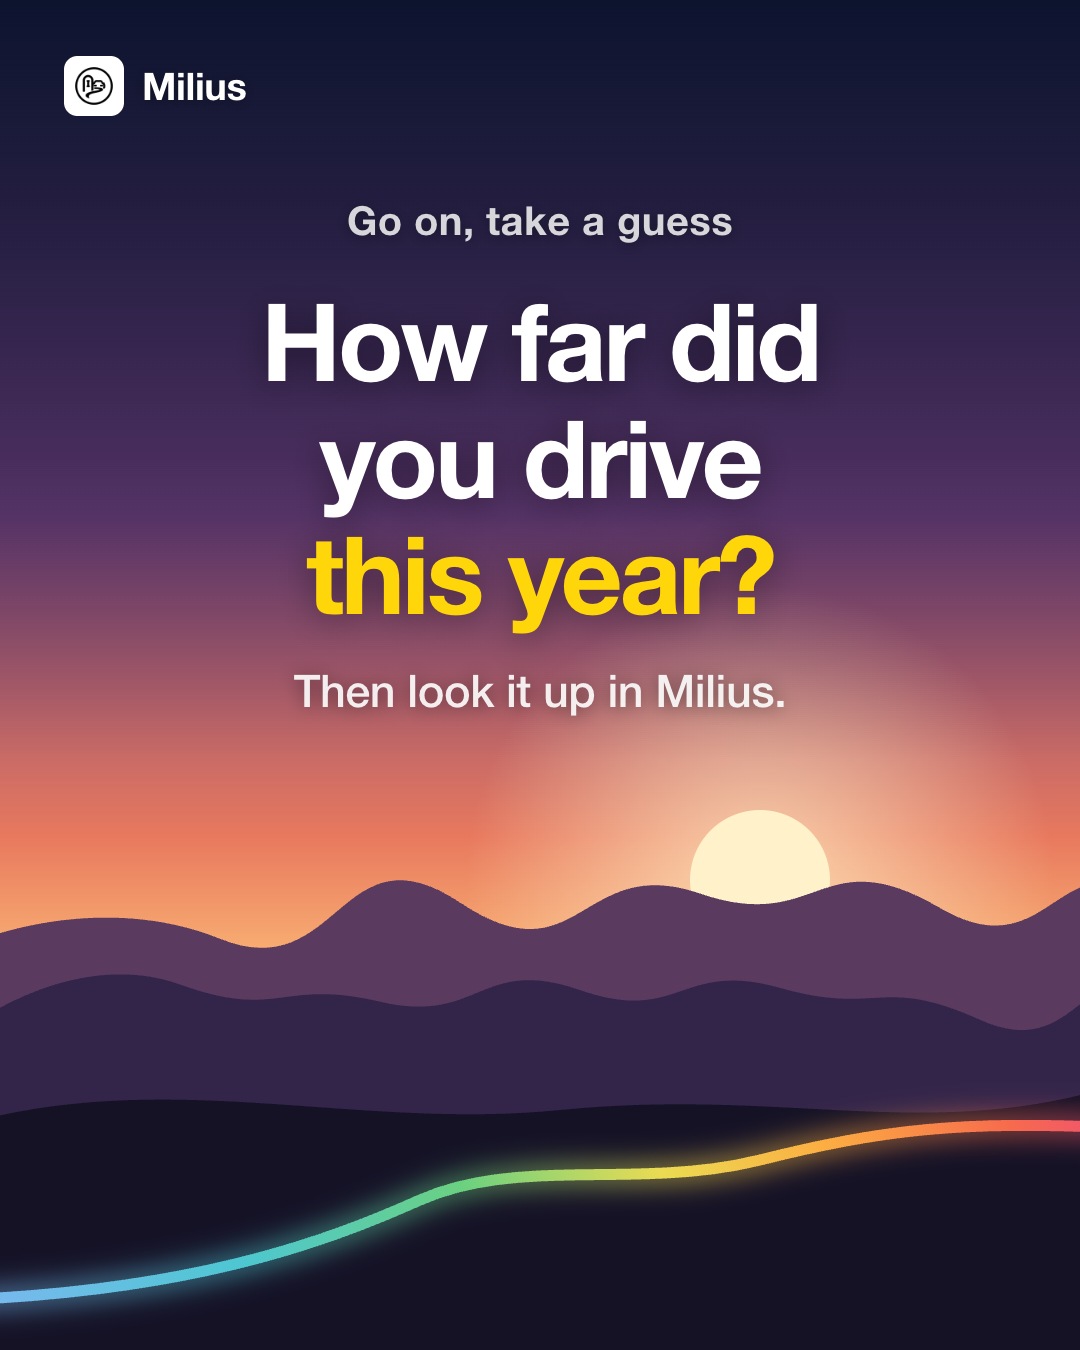 Milius
Go on, take a guess
How far did
you drive
this year?
Then look it up in Milius.